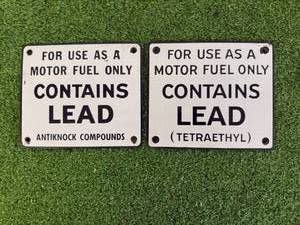 FOR USE AS A
MOTOR FUEL ONLY
CONTAINS
LEAD
ANTIKNOCK COMPOUNDS
FOR USE AS A
MOTOR FUEL ONLY
CONTAINS
LEAD
(TETRAETHYL)